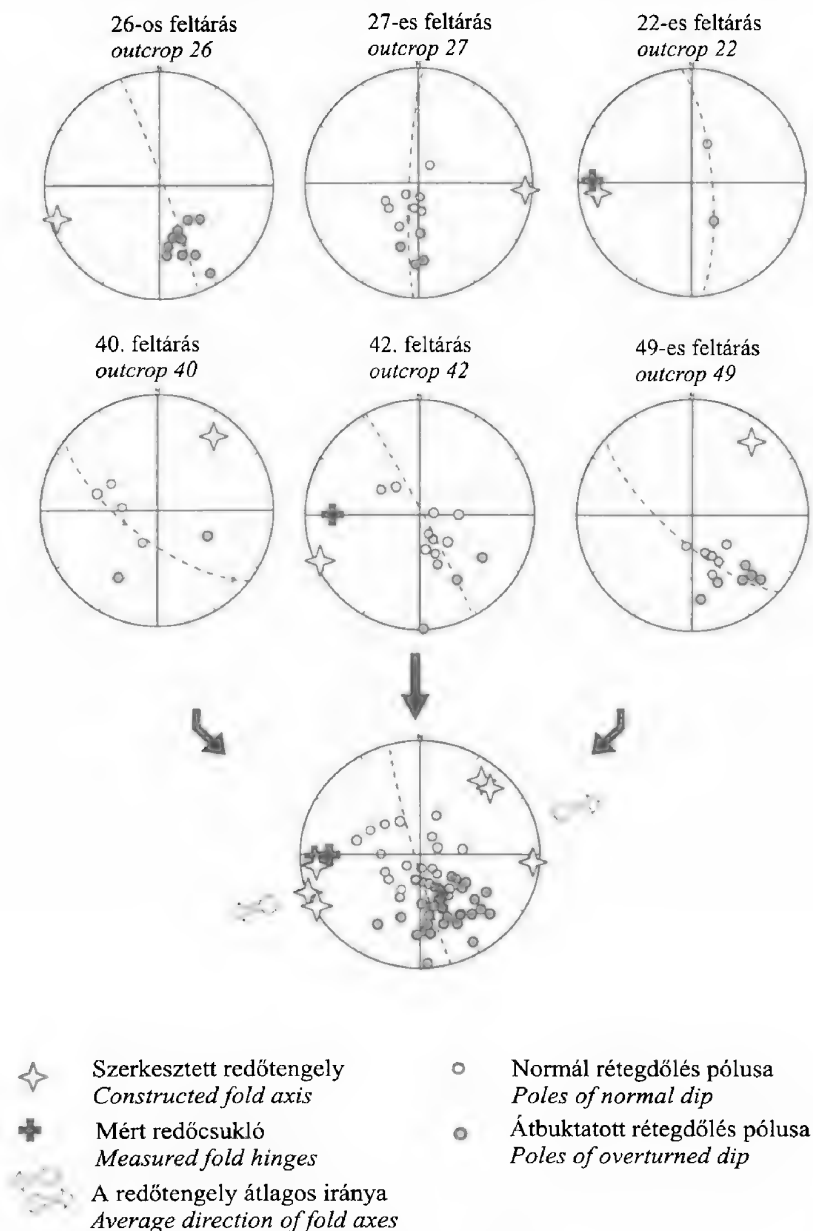 26-os feltárás
outcrop 26
27-es feltárás
outcrop 27
22-es feltárás
outcrop 22
40. feltárás
outcrop 40
42. feltárás
outcrop 42
49-es feltárás
outcrop 49
Szerkesztett redőtengely
Constructed fold axis
Mért redőcsukló
Measured fold hinges
A redőtengely átlagos iránya
Average direction of fold axes
Normál rétegdőlés pólusa
Poles of normal dip
Átbuktatott rétegdőlés pólusa
Poles of overturned dip